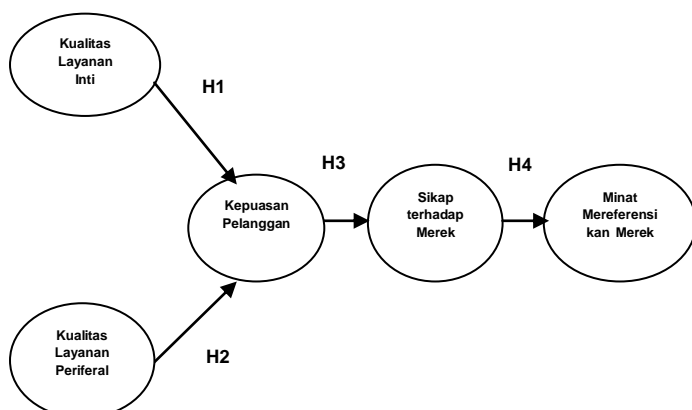 Kualitas
Layanan
Inti
H1
H3
H4
Kepuasan
Pelanggan
Sikap
terhadap
Merek
Minat
Mereferensi
kan Merek
Kualitas
Layanan
Periferal
H2